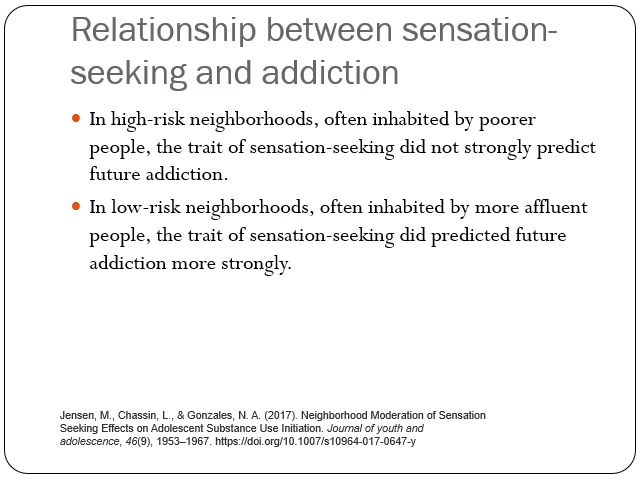 Relationship between sensation-
seeking and addiction
• In high-risk neighborhoods, often inhabited by poorer
people, the trait of sensation-seeking did not strongly predict
future addiction.
• In low-risk neighborhoods, often inhabited by more affluent
people, the trait of sensation-seeking did predicted future
addiction more strongly.
Jensen, M., Chassin, L., & Gonzales, N. A. (2017). Neighborhood Moderation of Sensation
Seeking Effects on Adolescent Substance Use Initiation. Journal of youth and
adolescence, 46(9), 1953–1967. https://doi.org/10.1007/s10964-017-0647-y